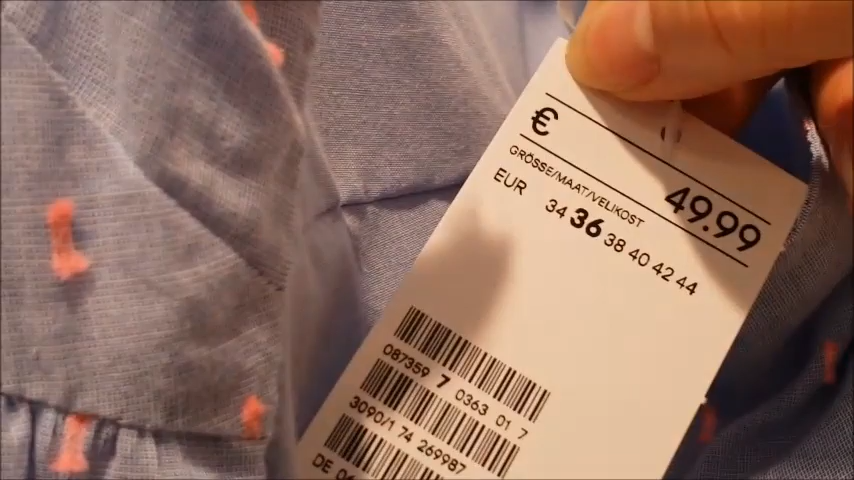 € 49.99
GRÖSSE/MAAT/VELIKOST
EUR 34 36 38 40 42 44
087359 7 0363 01 7
3090/1 74 269987
DE